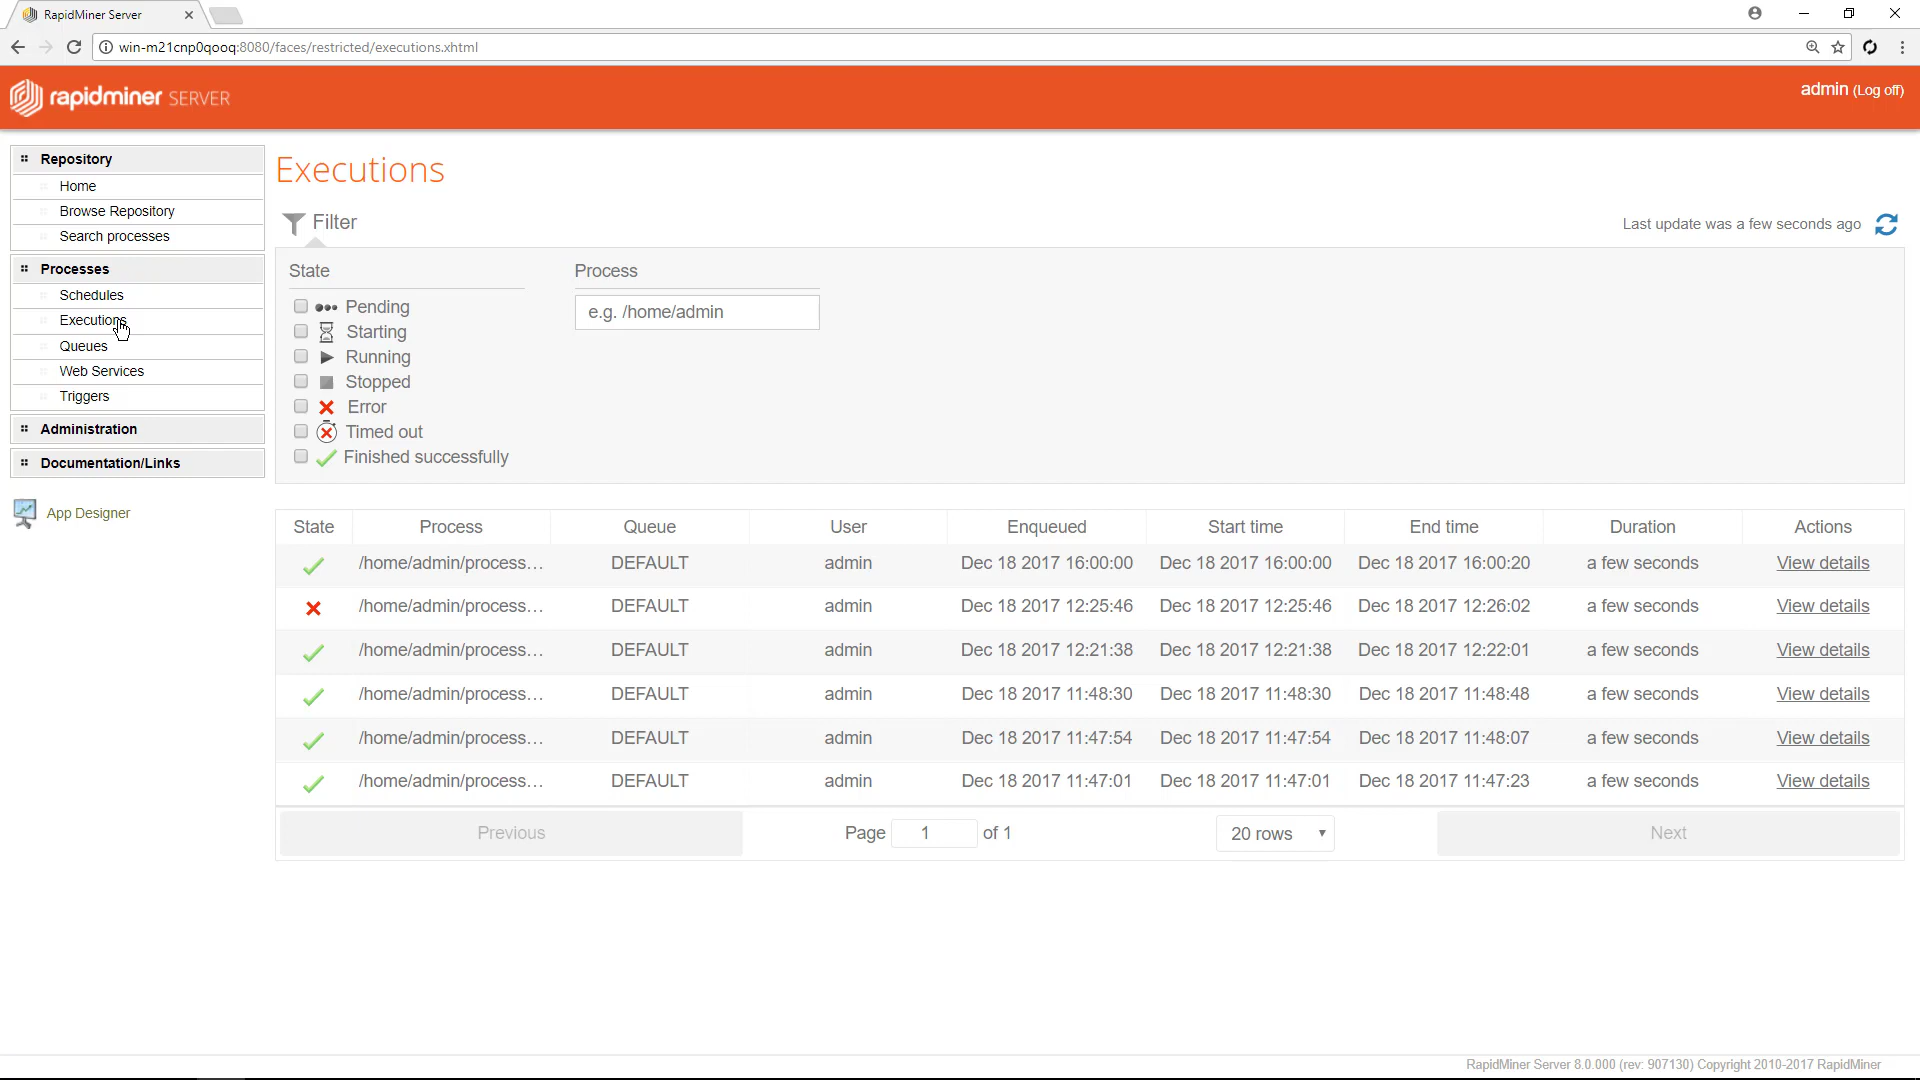 RapidMiner Server
win-m21cnp0qooq:8080/faces/restricted/executions.xhtml
rapidminer SERVER
admin (Log off)
Repository
Home
Browse Repository
Search processes
Processes
Schedules
Executions
Queues
Web Services
Triggers
Administration
Documentation/Links
App Designer
Executions
Filter
Last update was a few seconds ago
State Process
Pending e.g. /home/admin
Starting
Running
Stopped
Error
Timed out
Finished successfully
State Process Queue User Enqueued Start time End time Duration Actions
/home/admin/process... DEFAULT admin Dec 18 2017 16:00:00 Dec 18 2017 16:00:00 Dec 18 2017 16:00:20 a few seconds View details
/home/admin/process... DEFAULT admin Dec 18 2017 12:25:46 Dec 18 2017 12:25:46 Dec 18 2017 12:26:02 a few seconds View details
/home/admin/process... DEFAULT admin Dec 18 2017 12:21:38 Dec 18 2017 12:21:38 Dec 18 2017 12:22:01 a few seconds View details
/home/admin/process... DEFAULT admin Dec 18 2017 11:48:30 Dec 18 2017 11:48:30 Dec 18 2017 11:48:48 a few seconds View details
/home/admin/process... DEFAULT admin Dec 18 2017 11:47:54 Dec 18 2017 11:47:54 Dec 18 2017 11:48:07 a few seconds View details
/home/admin/process... DEFAULT admin Dec 18 2017 11:47:01 Dec 18 2017 11:47:01 Dec 18 2017 11:47:23 a few seconds View details
Previous Page 1 of 1 20 rows Next
RapidMiner Server 8.0.000 (rev: 907130) Copyright 2010-2017 RapidMiner